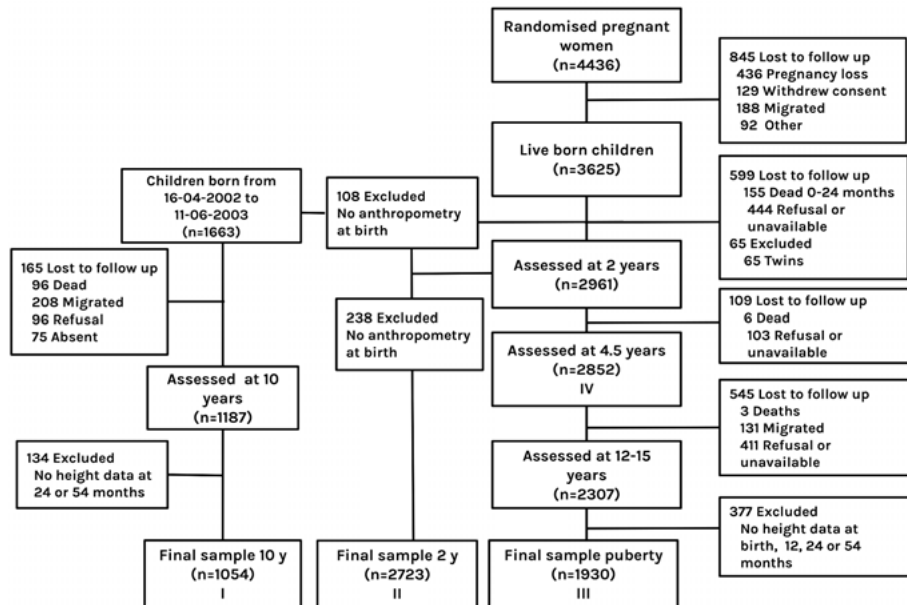 Randomised pregnant
women
(n=4436)
845 Lost to follow up
436 Pregnancy loss
129 Withdrew consent
188 Migrated
92 Other
Live born children
(n=3625)
Children born from
16-04-2002 to
11-06-2003
(n=1663)
108 Excluded
No anthropometry
at birth
599 Lost to follow up
155 Dead 0-24 months
444 Refusal or
unavailable
65 Excluded
65 Twins
165 Lost to follow up
96 Dead
208 Migrated
96 Refusal
75 Absent
Assessed at 2 years
(n=2961)
238 Excluded
No anthropometry
at birth
109 Lost to follow up
6 Dead
103 Refusal or
unavailable
Assessed at 4.5 years
(n=2852)
IV
Assessed at 10
years
(n=1187)
545 Lost to follow up
3 Deaths
131 Migrated
411 Refusal or
unavailable
134 Excluded
No height data at
24 or 54 months
Assessed at 12-15
years
(n=2307)
377 Excluded
No height data at
birth, 12, 24 or 54
months
Final sample 10 y
(n=1054)
I
Final sample 2 y
(n=2723)
II
Final sample puberty
(n=1930)
III